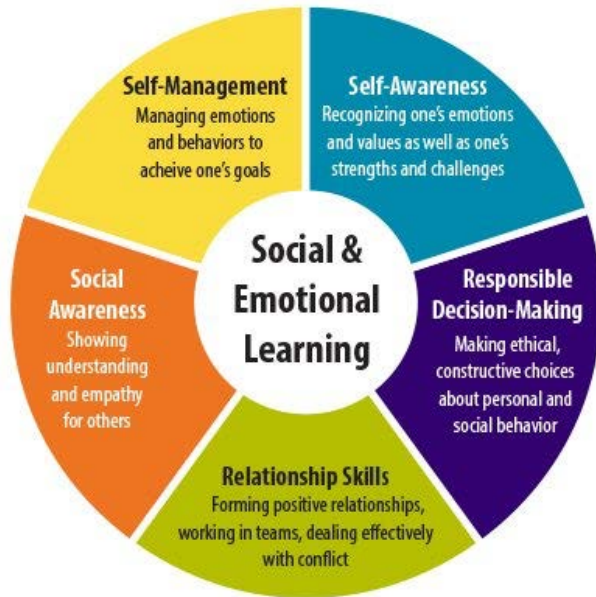 Self-Management
Managing emotions
and behaviors to
acheive one's goals
Self-Awareness
Recognizing one's emotions
and values as well as one's
strengths and challenges
Social &
Emotional
Learning
Social
Awareness
Showing
understanding
and empathy
for others
Responsible
Decision-Making
Making ethical,
constructive choices
about personal and
social behavior
Relationship Skills
Forming positive relationships,
working in teams, dealing effectively
with conflict